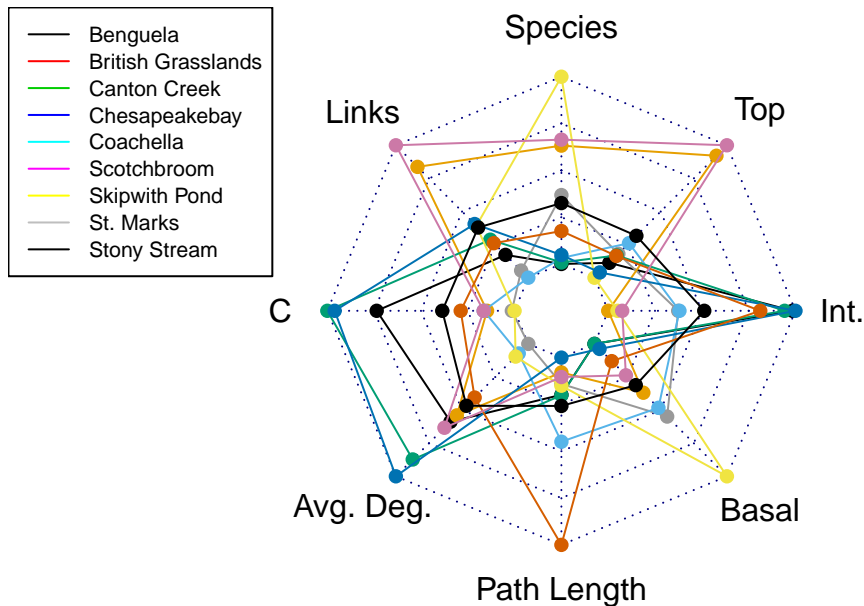 Benguela
British Grasslands
Canton Creek
Chesapeakebay
Coachella
Scotchbroom
Skipwith Pond
St. Marks
Stony Stream
Species
Links
Top
C
Int.
Avg. Deg.
Basal
Path Length